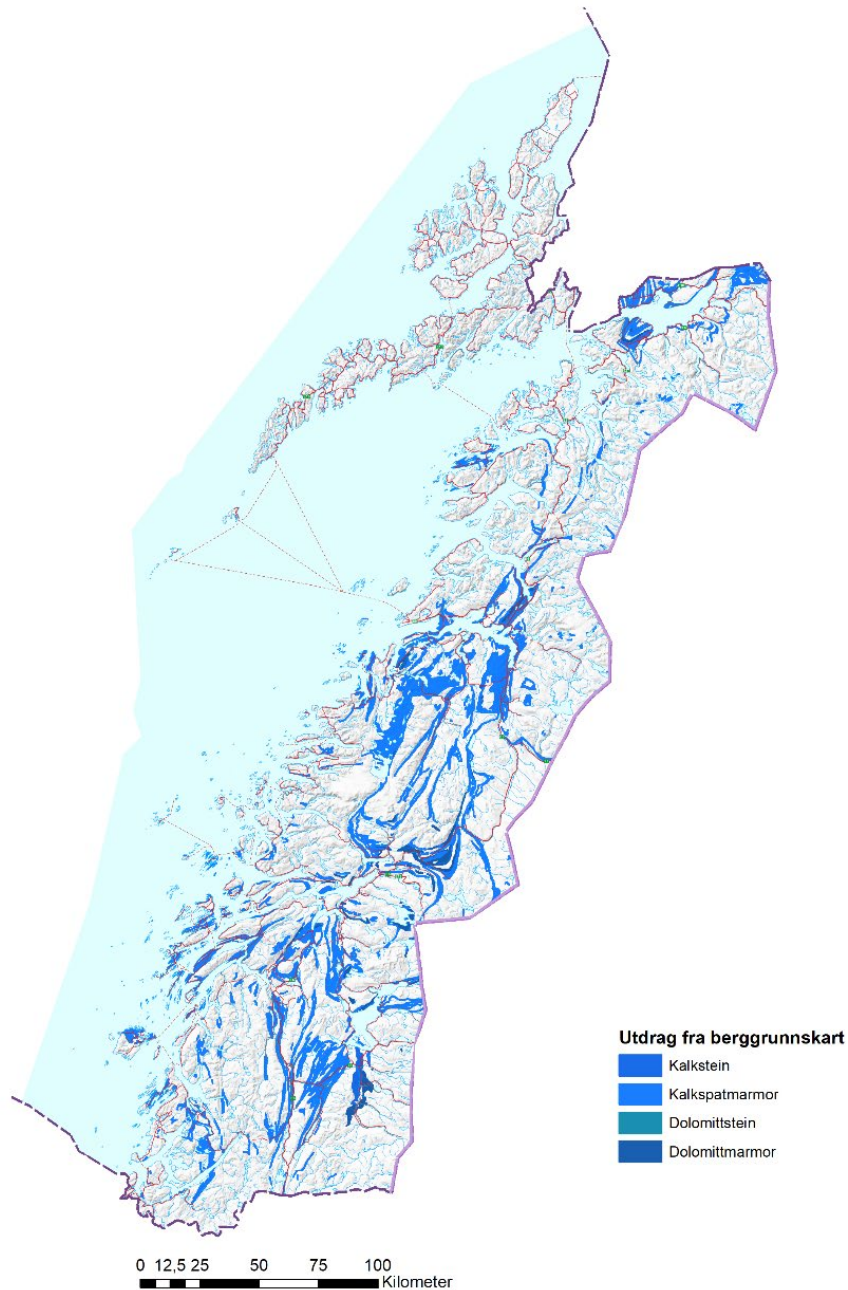 Utdrag fra berggrunnskart
Kalkstein
Kalkspatmarmor
Dolomittstein
Dolomittmarmor
0 12,5 25 50 75 100
Kilometer